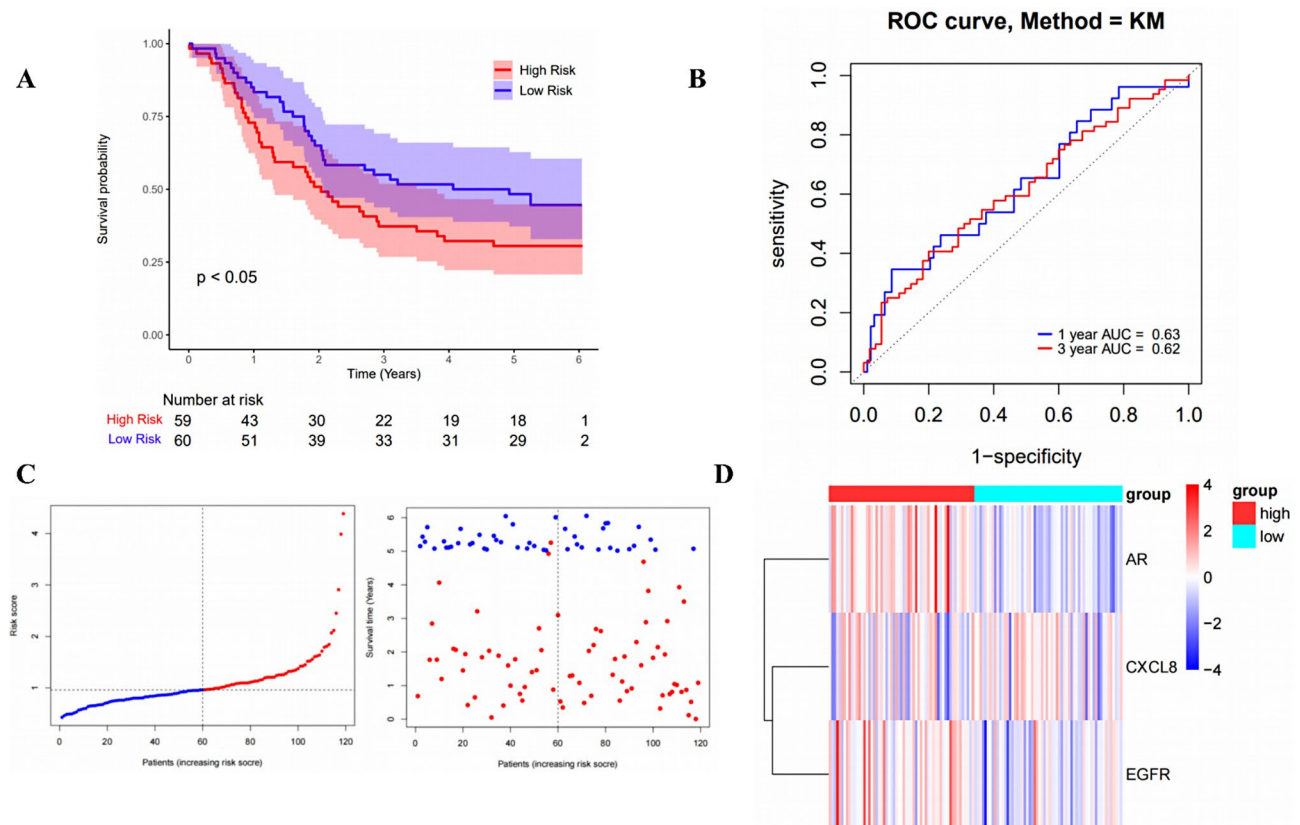 A
1.00
0.75
0.50
0.25
0.00
Survival probability
High Risk
Low Risk
p < 0.05
0 1 2 3 4 5 6
Time (Years)
Number at risk
High Risk 59 43 30 22 19 18 1
Low Risk 60 51 39 33 31 29 2
B
ROC curve, Method = KM
sensitivity
1.0
0.8
0.6
0.4
0.2
0.0
1 year AUC = 0.63
3 year AUC = 0.62
0.0 0.2 0.4 0.6 0.8 1.0
1−specificity
C
Risk score
4
3
2
1
0 20 40 60 80 100 120
Patients (increasing risk socre)
Survival time (Years)
6
5
4
3
2
1
0
0 20 40 60 80 100 120
Patients (increasing risk socre)
D
group
AR
CXCL8
EGFR
4
2
0
−2
−4
group
high
low